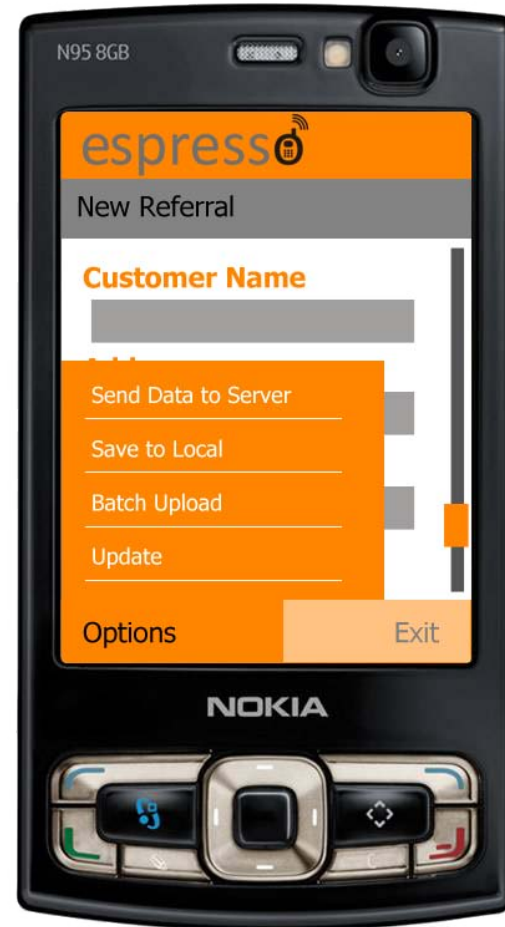 N95 8GB
espresso
New Referral
Customer Name
Send Data to Server
Save to Local
Batch Upload
Update
Options
Exit
NOKIA
C